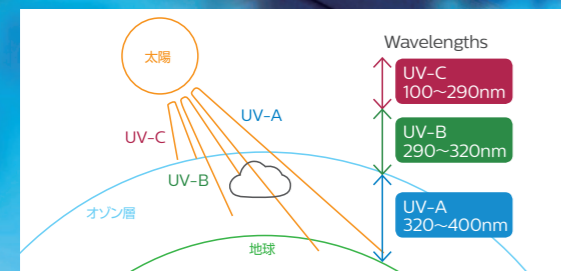 太陽
UV-C
UV-B
UV-A
オゾン層
地球
Wavelengths
UV-C
100～290nm
UV-B
290～320nm
UV-A
320～400nm